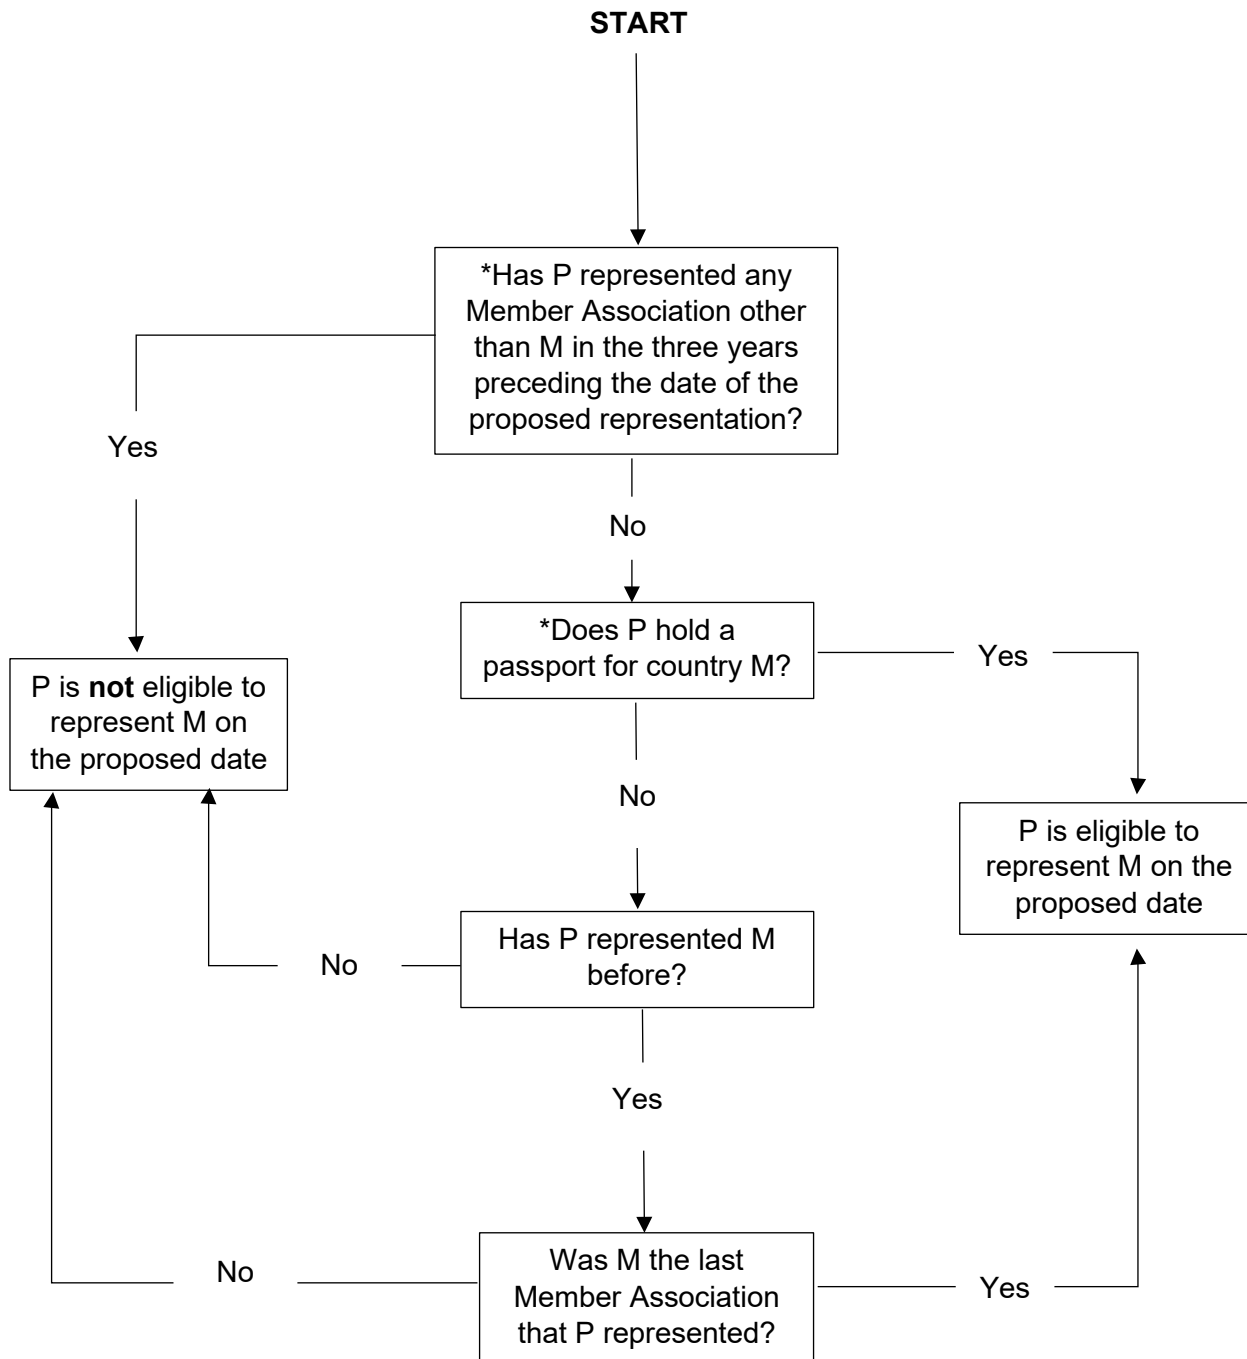 START
*Has P represented any
Member Association other
than M in the three years
preceding the date of the
proposed representation?
Yes
No
*Does P hold a
passport for country M?
Yes
P is not eligible to
represent M on
the proposed date
No
P is eligible to
represent M on the
proposed date
Has P represented M
before?
No
Yes
Was M the last
Member Association
that P represented?
No
Yes